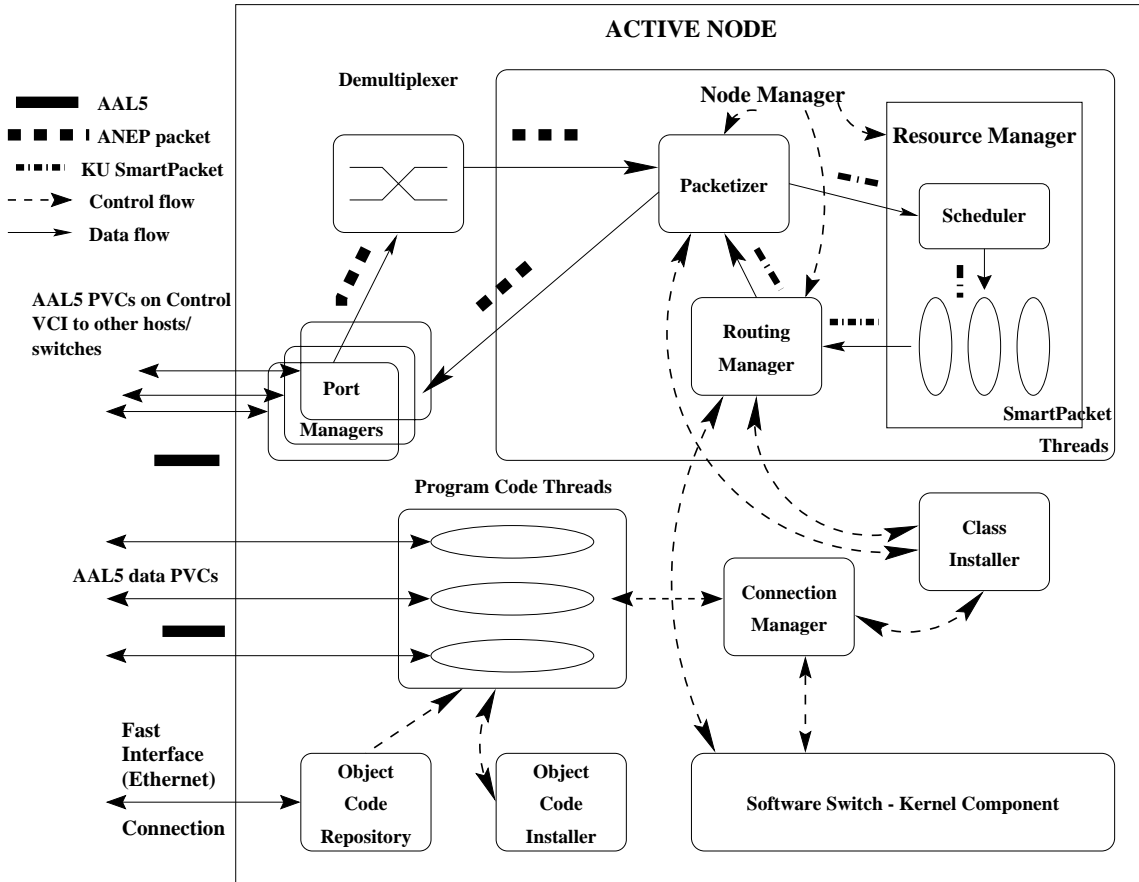 ACTIVE NODE
Demultiplexer
AAL5
ANEP packet
KU SmartPacket
Control flow
Data flow
Node Manager
Resource Manager
Packetizer
Scheduler
AAL5 PVCs on Control
VCI to other hosts/
switches
Routing
Manager
Port
Managers
SmartPacket
Threads
Program Code Threads
Class
Installer
AAL5 data PVCs
Connection
Manager
Fast
Interface
(Ethernet)
Connection
Object
Code
Repository
Object
Code
Installer
Software Switch - Kernel Component